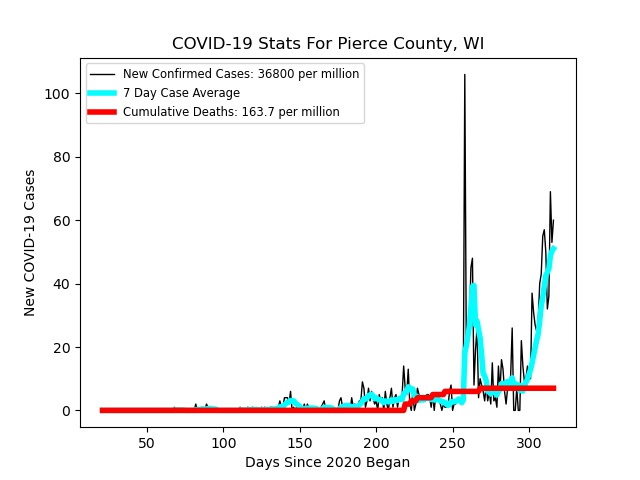 COVID-19 Stats For Pierce County, WI
New Confirmed Cases: 36800 per million
7 Day Case Average
Cumulative Deaths: 163.7 per million
New COVID-19 Cases
100
80
60
40
20
0
50
100
150
200
250
300
Days Since 2020 Began